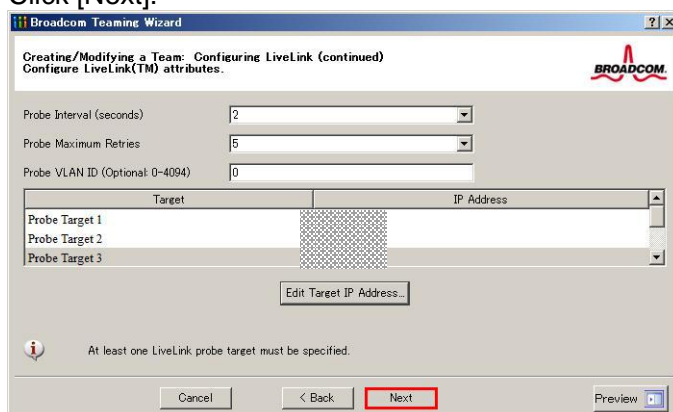 Click [Next].
Broadcom Teaming Wizard
Creating/Modifying a Team: Configuring LiveLink (continued)
Configure LiveLink(TM) attributes.
BROADCOM.
Probe Interval (seconds) 2
Probe Maximum Retries 5
Probe VLAN ID (Optional: 0-4094) 0
Target IP Address
Probe Target 1
Probe Target 2
Probe Target 3
Edit Target IP Address...
At least one LiveLink probe target must be specified.
Cancel < Back Next Preview